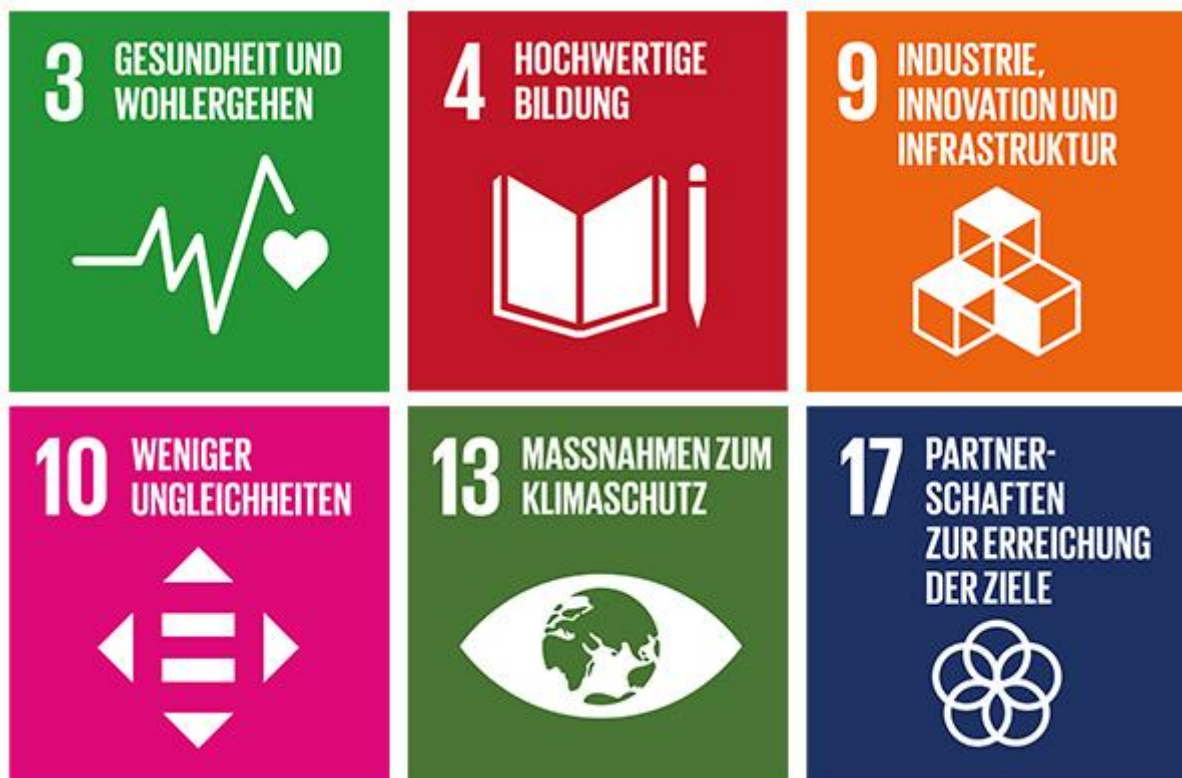 3 GESUNDHEIT UND
WOHLERGEHEN
4 HOCHWERTIGE
BILDUNG
9 INDUSTRIE,
INNOVATION UND
INFRASTRUKTUR
10 WENIGER
UNGLEICHHEITEN
13 MASSNAHMEN ZUM
KLIMASCHUTZ
17 PARTNER-
SCHAFTEN
ZUR ERREICHUNG
DER ZIELE